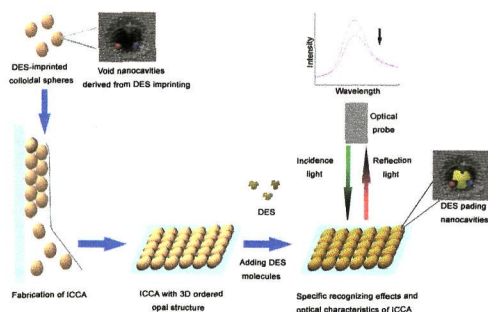 DES-imprinted
colloidal spheres
Void nanocavities
derived from DES imprinting
Intensity
Wavelength
Optical
probe
Incidence
light
Reflection
light
DES
DES pading
nanocavities
Adding DES
molecules
Fabrication of ICCA
ICCA with 3D ordered
opal structure
Specific recognizing effects and
optical characteristics of ICCA